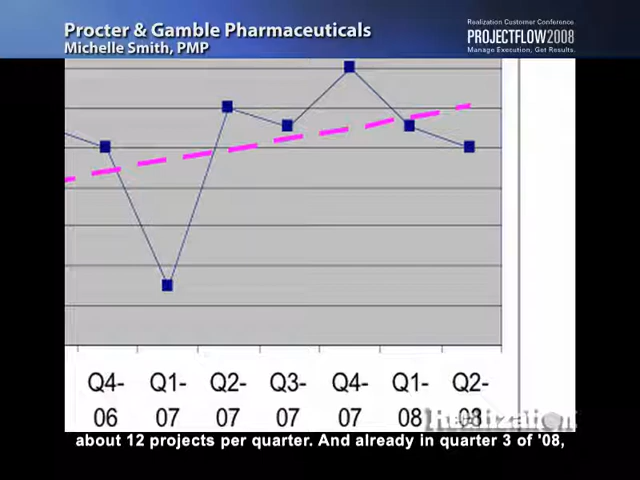 Procter & Gamble Pharmaceuticals
Michelle Smith, PMP
Realization Customer Conference
PROJECTFLOW2008
Manage Execution, Get Results.
Q4- Q1- Q2- Q3- Q4- Q1- Q2-
06 07 07 07 07 08 08
Realization
about 12 projects per quarter. And already in quarter 3 of '08,